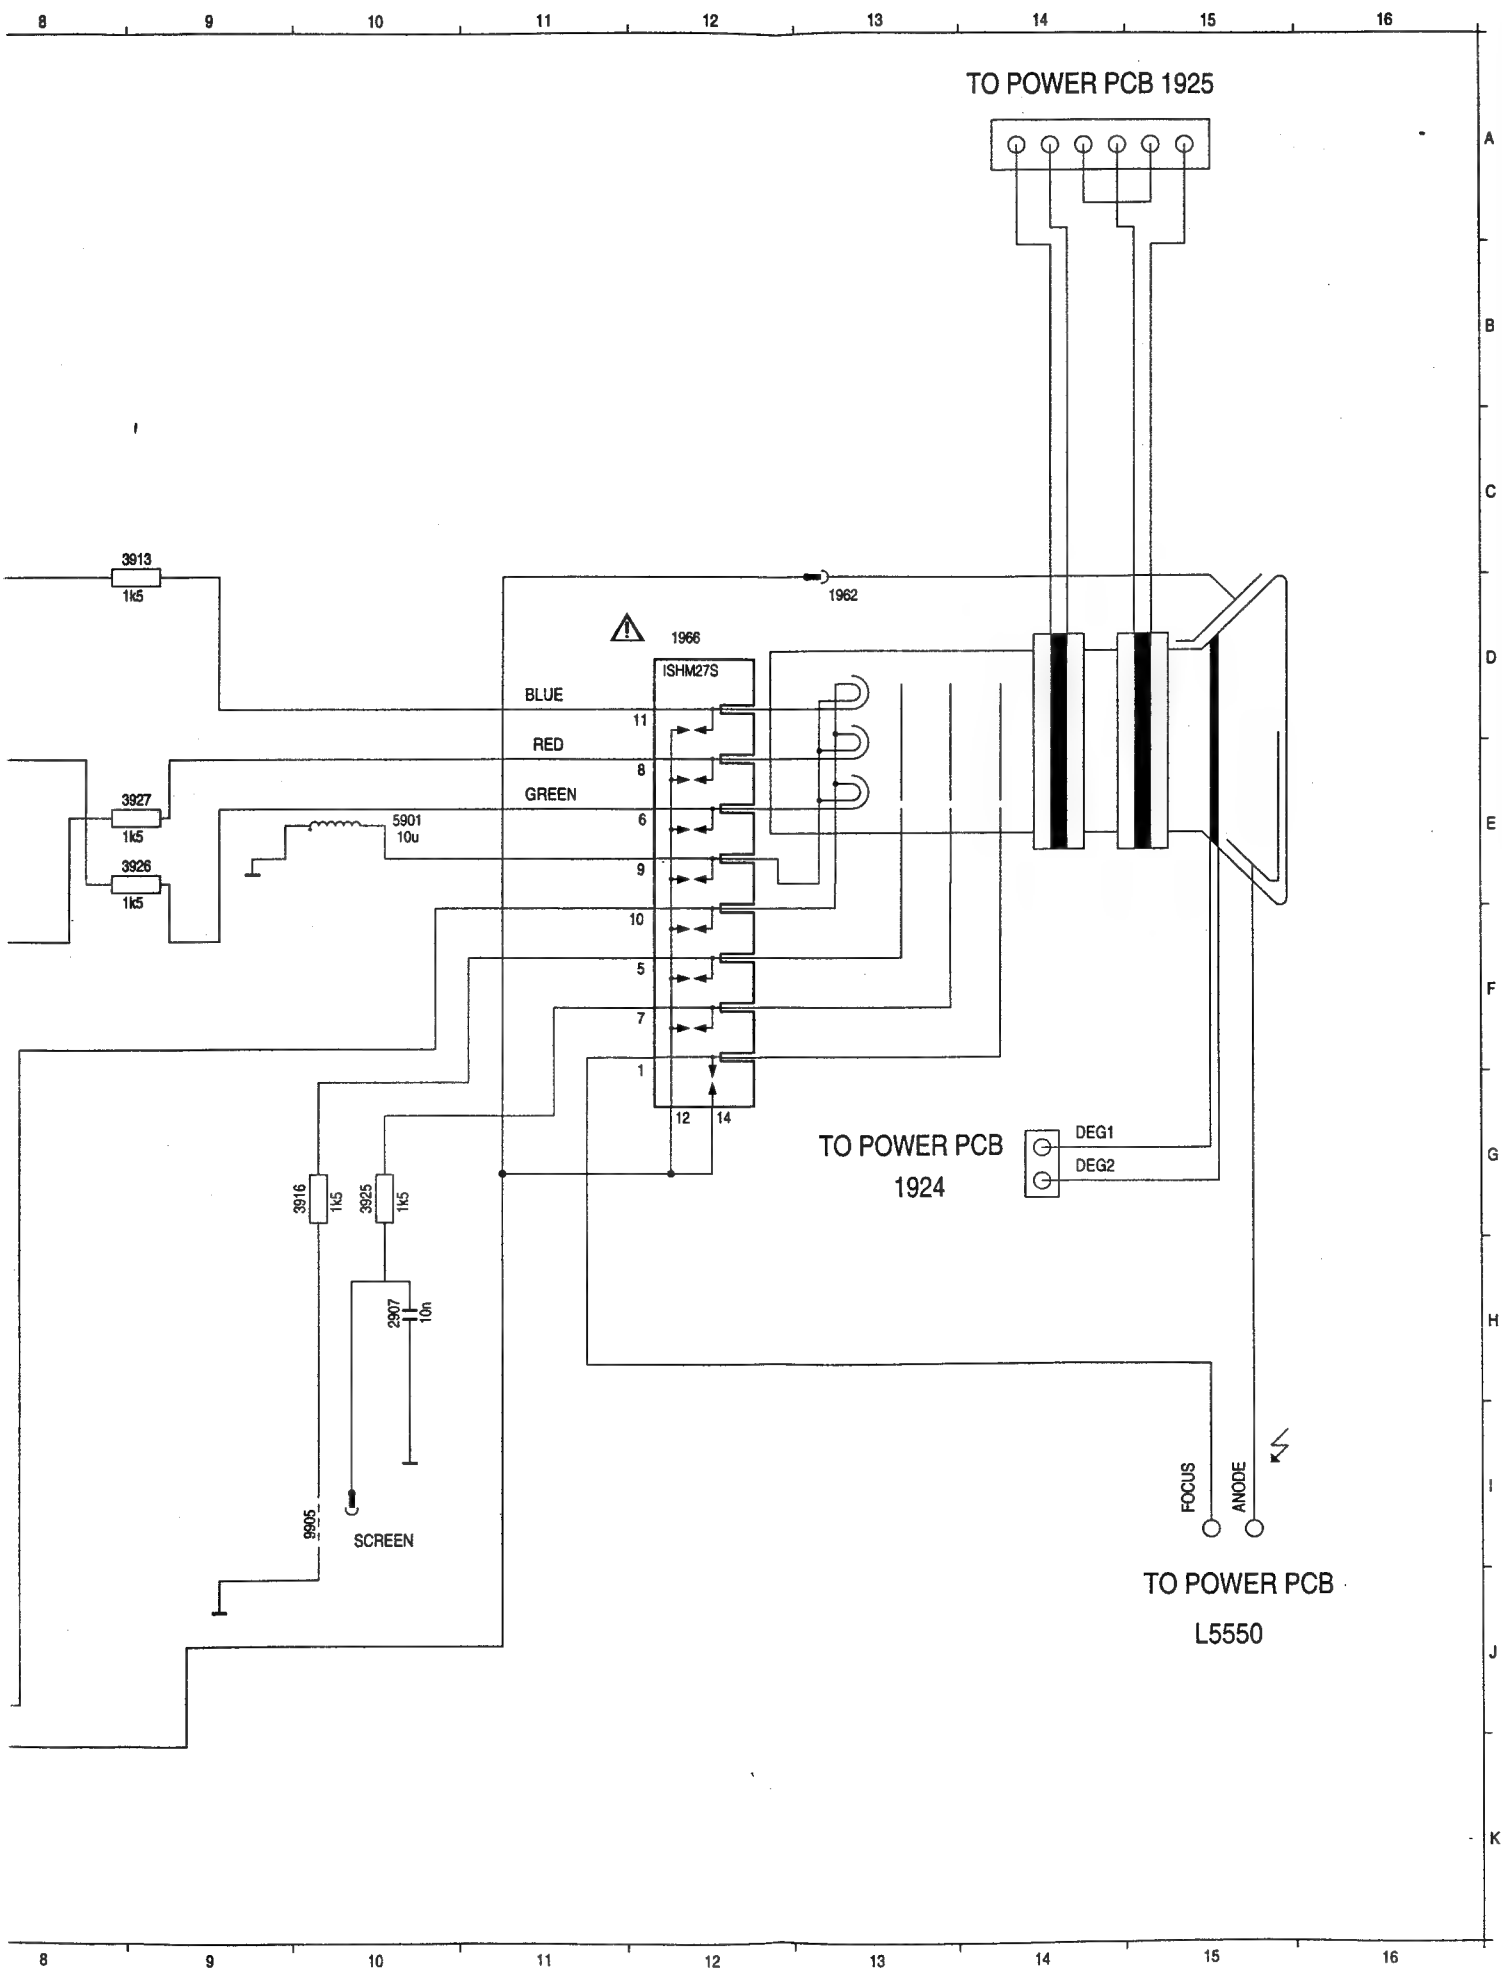 8 9 10 11 12 13 14 15 16
TO POWER PCB 1925
A
B
C
3913
1k5
1962
1966
ISHM27S
D
BLUE
11
RED
8
3927
1k5
GREEN
6
5901
10u
E
3926
1k5
9
10
5
F
7
1
12 14
TO POWER PCB
1924
DEG1
DEG2
G
3916
1k5
3925
1k5
2907
10n
H
FOCUS
ANODE
I
9905
SCREEN
TO POWER PCB
L5550
J
K
8 9 10 11 12 13 14 15 16